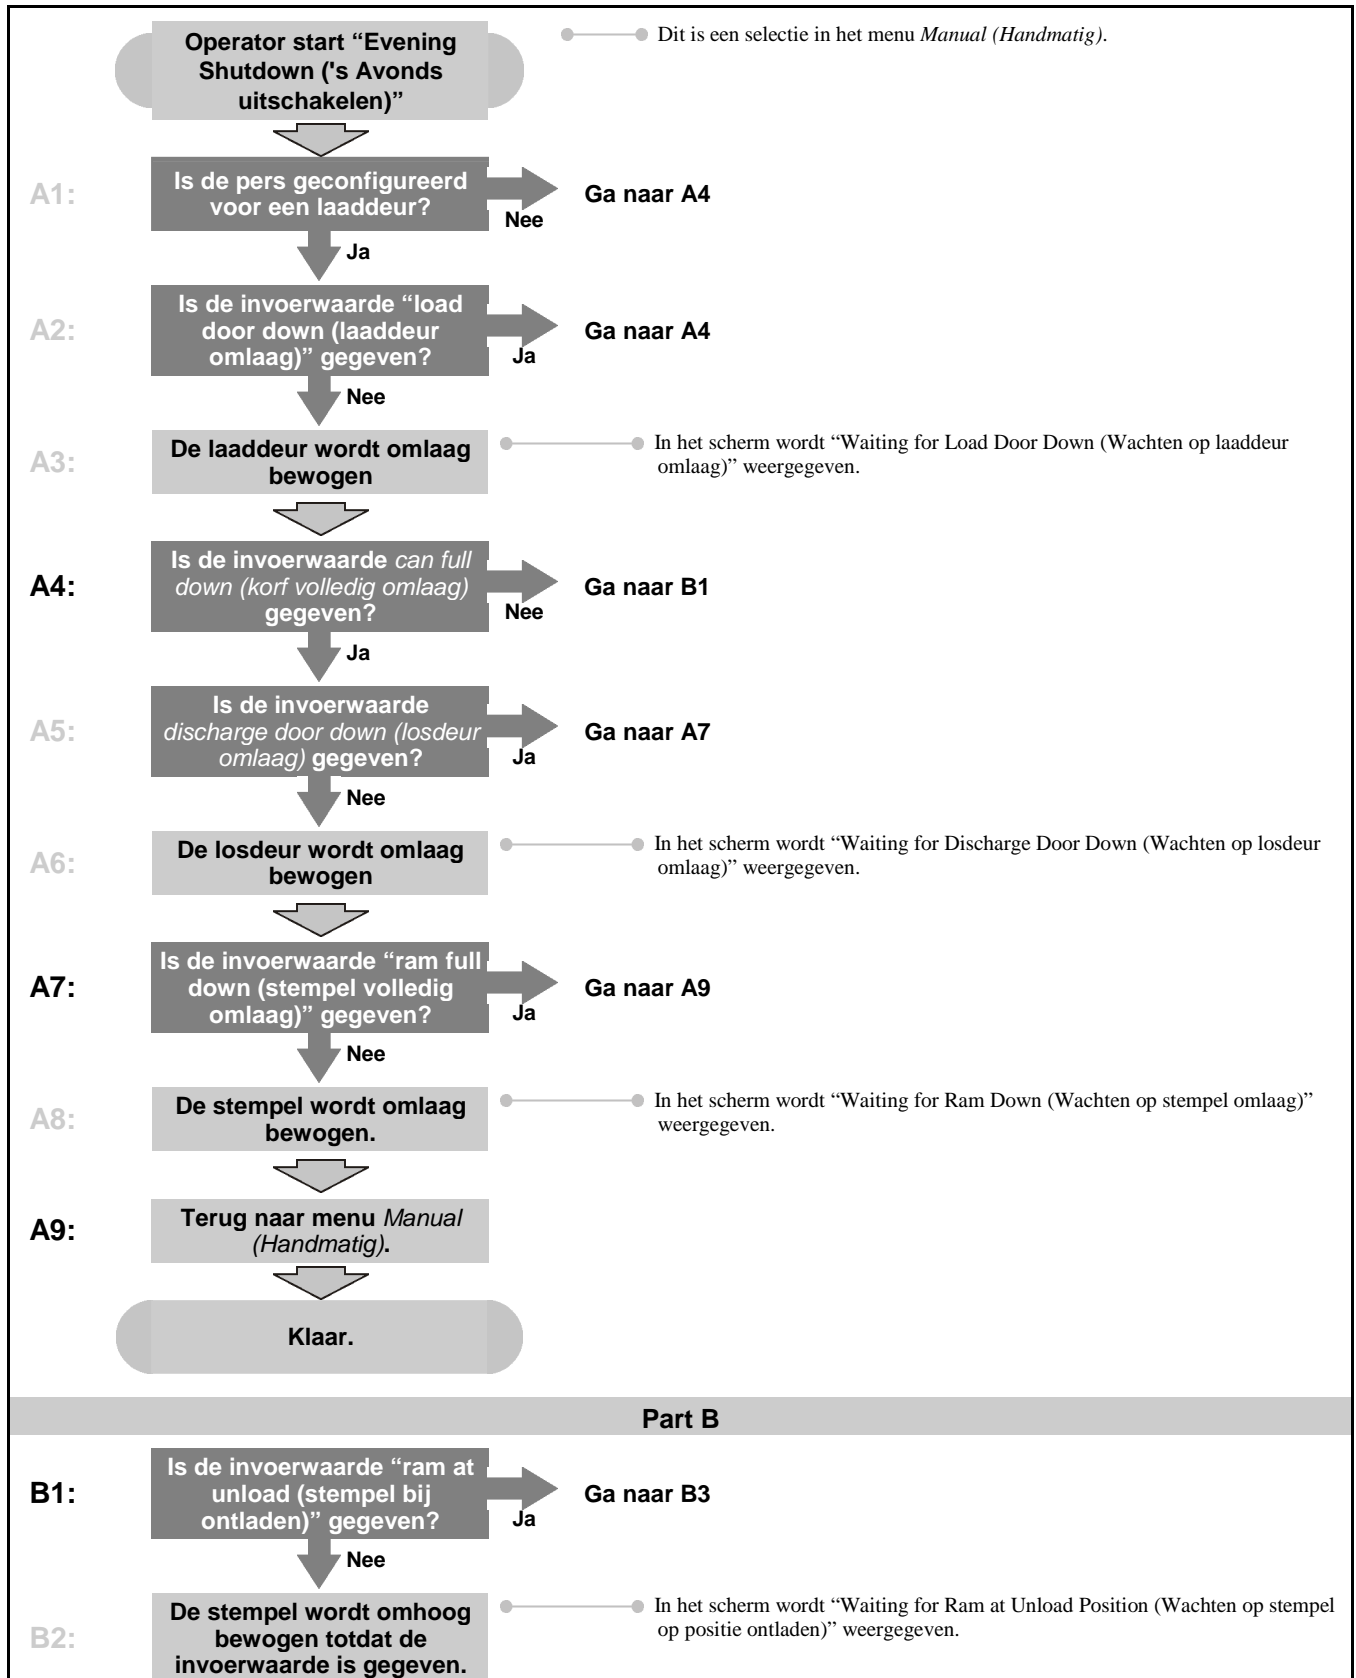 Operator start “Evening
Shutdown ('s Avonds
uitschakelen)”
Dit is een selectie in het menu Manual (Handmatig).
A1:
Is de pers geconfigureerd
voor een laaddeur?
Nee
Ga naar A4
Ja
A2:
Is de invoerwaarde “load
door down (laaddeur
omlaag)” gegeven?
Ja
Ga naar A4
Nee
A3:
De laaddeur wordt omlaag
bewogen
In het scherm wordt “Waiting for Load Door Down (Wachten op laaddeur
omlaag)” weergegeven.
A4:
Is de invoerwaarde can full
down (korf volledig omlaag)
gegeven?
Nee
Ga naar B1
Ja
A5:
Is de invoerwaarde
discharge door down (losdeur
omlaag) gegeven?
Ja
Ga naar A7
Nee
A6:
De losdeur wordt omlaag
bewogen
In het scherm wordt “Waiting for Discharge Door Down (Wachten op losdeur
omlaag)” weergegeven.
A7:
Is de invoerwaarde “ram full
down (stempel volledig
omlaag)” gegeven?
Ja
Ga naar A9
Nee
A8:
De stempel wordt omlaag
bewogen.
In het scherm wordt “Waiting for Ram Down (Wachten op stempel omlaag)”
weergegeven.
A9:
Terug naar menu Manual
(Handmatig).
Klaar.
Part B
B1:
Is de invoerwaarde “ram at
unload (stempel bij
ontladen)” gegeven?
Ja
Ga naar B3
Nee
B2:
De stempel wordt omhoog
bewogen totdat de
invoerwaarde is gegeven.
In het scherm wordt “Waiting for Ram at Unload Position (Wachten op stempel
op positie ontladen)” weergegeven.